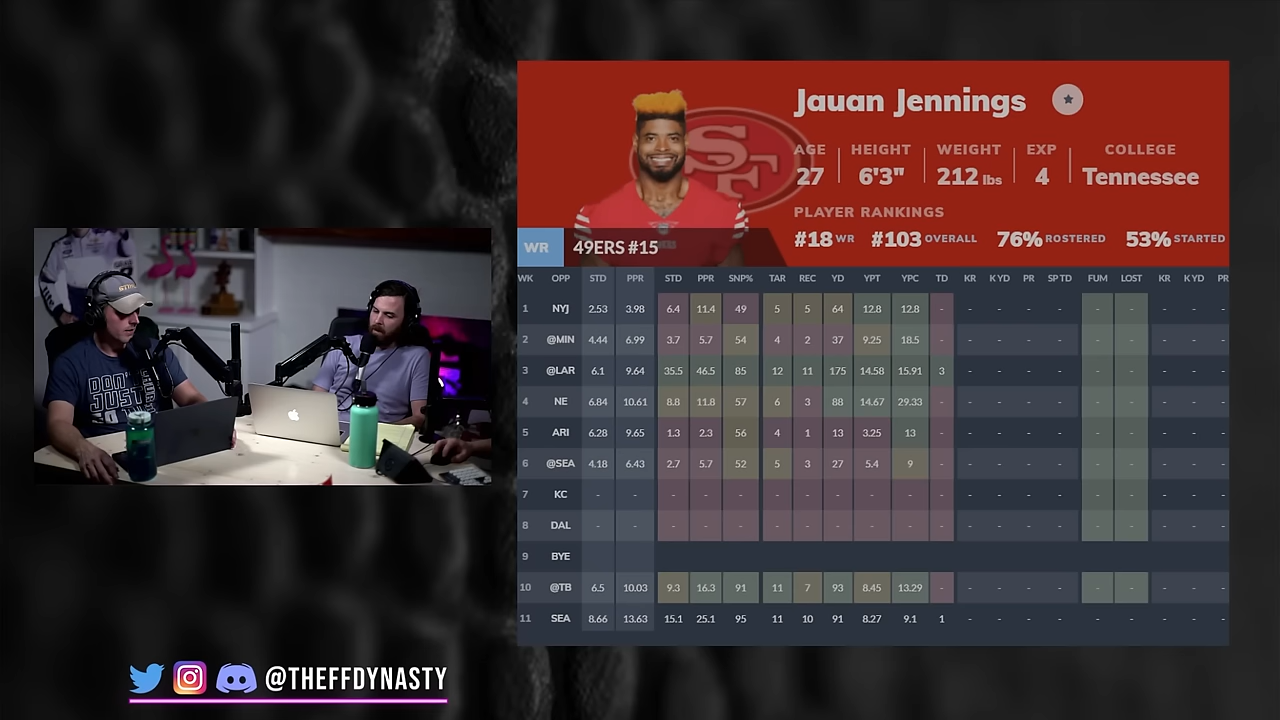 Jauan Jennings
AGE HEIGHT WEIGHT EXP COLLEGE
27 6'3" 212 lbs 4 Tennessee
PLAYER RANKINGS
#18 WR #103 OVERALL 76% ROSTERED 53% STARTED
WR 49ERS #15
SF
WK OPP STD PPR STD PPR SNP% TAR REC YD YPT YPC TD KR K YD PR SP TD FUM LOST KR K YD PR
1 NYJ 2.53 3.98 6.4 11.4 49 5 5 64 12.8 12.8 - - - - - - - - - -
2 @MIN 4.44 6.99 3.7 5.7 54 4 2 37 9.25 18.5 - - - - - - - - - -
3 @LAR 6.1 9.64 35.5 46.5 85 12 11 175 14.58 15.91 3 - - - - - - - - -
4 NE 6.84 10.61 8.8 11.8 57 6 3 88 14.67 29.33 - - - - - - - - - -
5 ARI 6.28 9.65 1.3 2.3 56 4 1 13 3.25 13 - - - - - - - - - -
6 @SEA 4.18 6.43 2.7 5.7 52 5 3 27 5.4 9 - - - - - - - - - -
7 KC - - - - - - - - - - - - - - - - - - - -
8 DAL - - - - - - - - - - - - - - - - - - - -
9 BYE
10 @TB 6.5 10.03 9.3 16.3 91 11 7 93 8.45 13.29 - - - - - - - - - -
11 SEA 8.66 13.63 15.1 25.1 95 11 10 91 8.27 9.1 1 - - - - - - - - -
DON'T
JUST
@THEFFDYNASTY